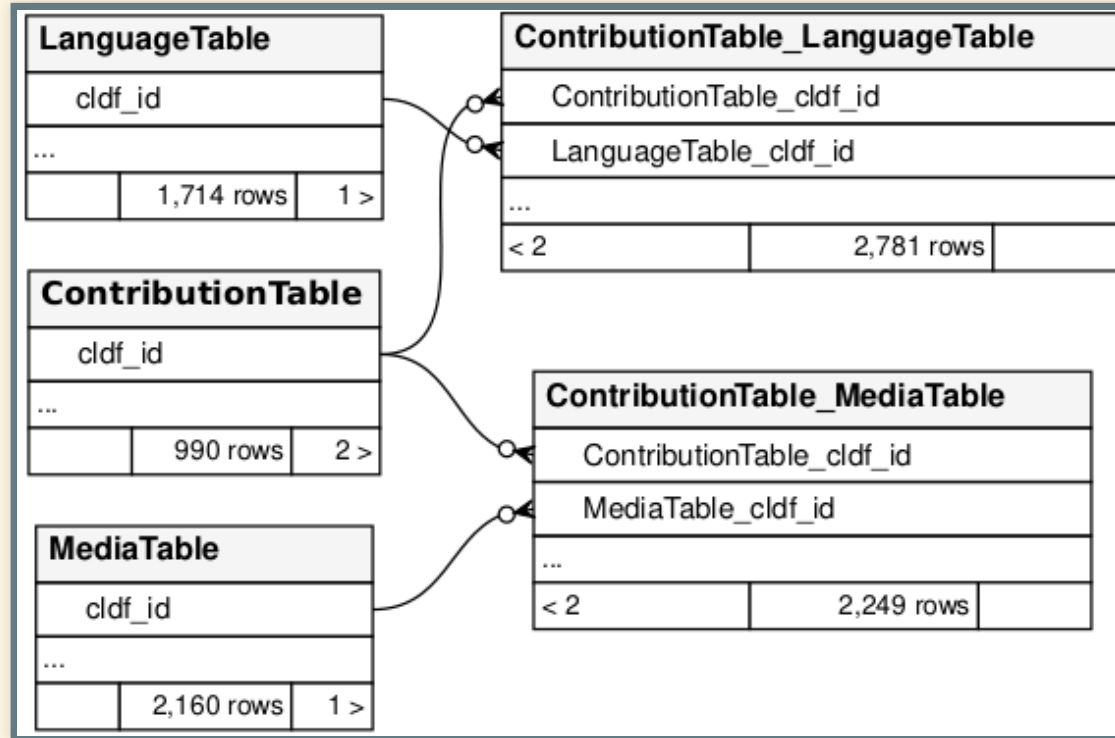 LanguageTable
cldf_id
...
1,714 rows 1 >
ContributionTable_LanguageTable
ContributionTable_cldf_id
LanguageTable_cldf_id
...
< 2 2,781 rows
ContributionTable
cldf_id
...
990 rows 2 >
ContributionTable_MediaTable
ContributionTable_cldf_id
MediaTable_cldf_id
...
< 2 2,249 rows
MediaTable
cldf_id
...
2,160 rows 1 >